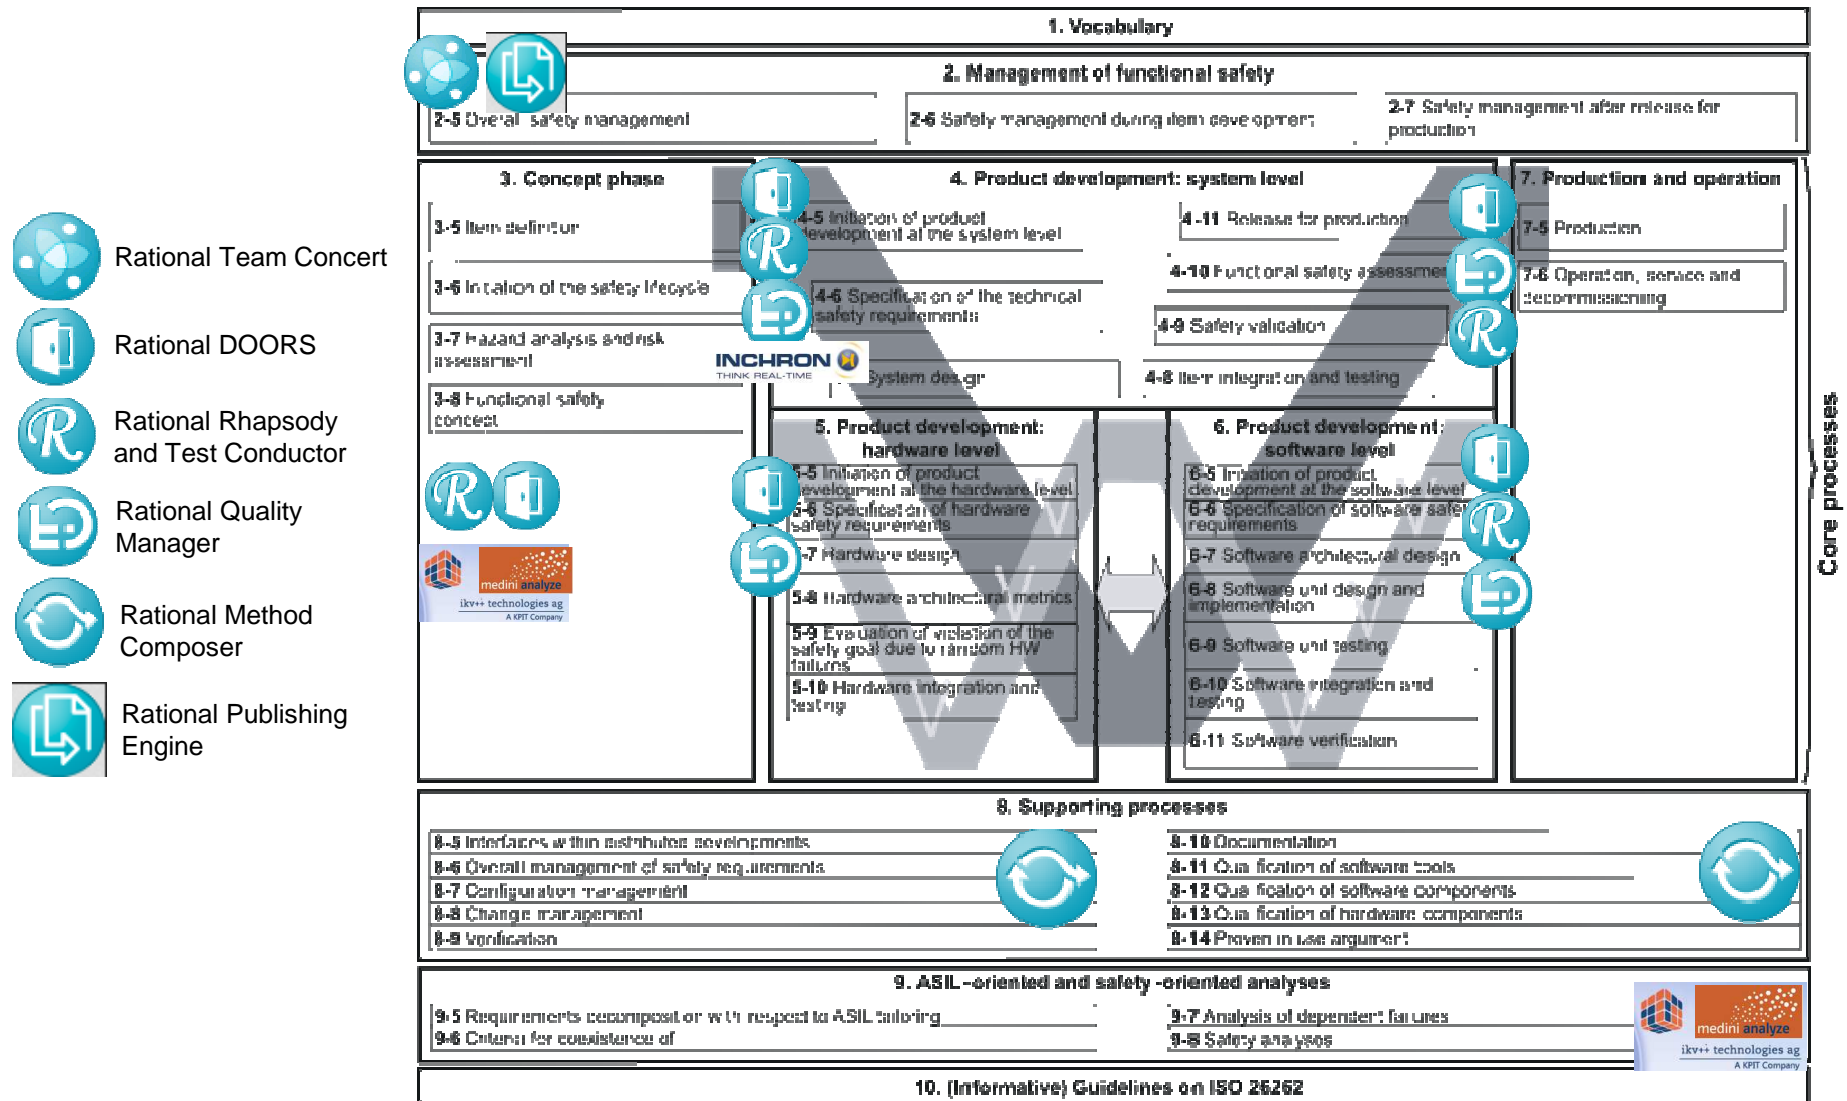 1. Vocabulary
2. Management of functional safety
2-5 Overall safety management
2-6 Safety management during item development
2-7 Safety management after release for
production
Rational Team Concert
Rational DOORS
Rational Rhapsody
and Test Conductor
Rational Quality
Manager
Rational Method
Composer
Rational Publishing
Engine
3. Concept phase
3-5 Item definition
3-6 Initiation of the safety lifecycle
3-7 Hazard analysis and risk
assessment
3-8 Functional safety
concept
medini analyze
ikv++ technologies ag
A KPIT Company
4. Product development: system level
4-5 Initiation of product
development at the system level
4-6 Specification of the technical
safety requirements
INCHRON
THINK REAL-TIME
System design
4-11 Release for production
4-10 Functional safety assessme
4-9 Safety validation
4-8 Item integration and testing
7. Production and operation
7-5 Production
7-6 Operation, service and
decommissioning
Core processes
5. Product development:
hardware level
5-5 Initiation of product
development at the hardware level
5-6 Specification of hardware
safety requirements
5-7 Hardware design
5-8 Hardware architectural metrics
5-9 Evaluation of violation of the
safety goal due to random HW
failures
5-10 Hardware integration and
testing
6. Product development:
software level
6-5 Initiation of product
development at the software level
6-6 Specification of software safe
requirements
6-7 Software architectural design
6-8 Software unit design and
implementation
6-9 Software unit testing
6-10 Software integration and
testing
6-11 Software verification
8. Supporting processes
8-5 Interfaces within distributed developments
8-6 Overall management of safety requirements
8-7 Configuration management
8-8 Change management
8-9 Verification
8-10 Documentation
8-11 Qualification of software tools
8-12 Qualification of software components
8-13 Qualification of hardware components
8-14 Proven in use argument
9. ASIL-oriented and safety-oriented analyses
9-5 Requirements decomposition with respect to ASIL tailoring
9-6 Criteria for coexistence of
9-7 Analysis of dependent failures
9-8 Safety analyses
medini analyze
ikv++ technologies ag
A KPIT Company
10. (Informative) Guidelines on ISO 26262